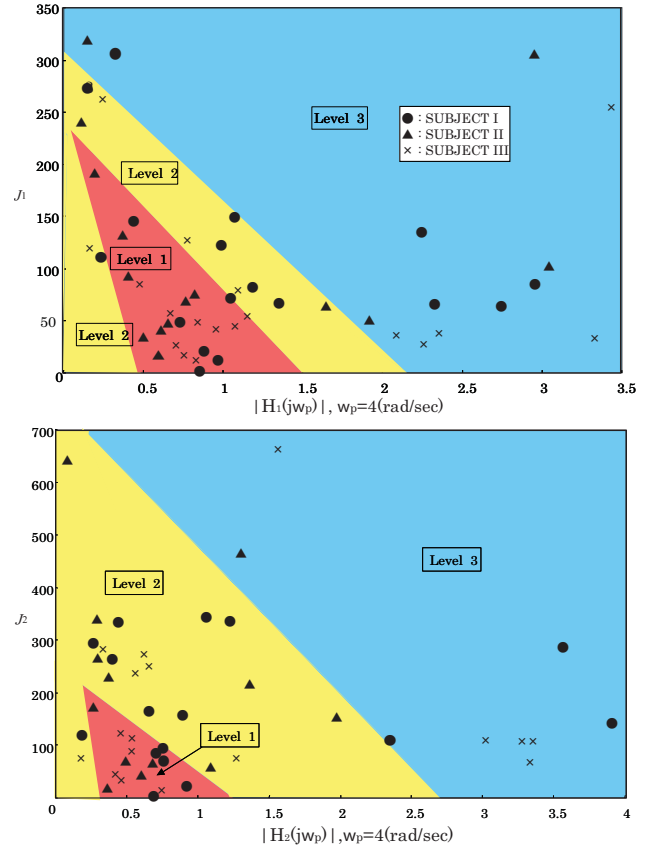 350
300
250
200
150
100
50
0
J1
Level 3
● : SUBJECT I
▲ : SUBJECT II
× : SUBJECT III
Level 2
Level 1
Level 2
0.5 1 1.5 2 2.5 3 3.5
|H1(jwp)|, wp=4(rad/sec)
700
600
500
400
300
200
100
0
J2
Level 3
Level 2
Level 1
0 0.5 1 1.5 2 2.5 3 3.5 4
|H2(jwp)|,wp=4(rad/sec)